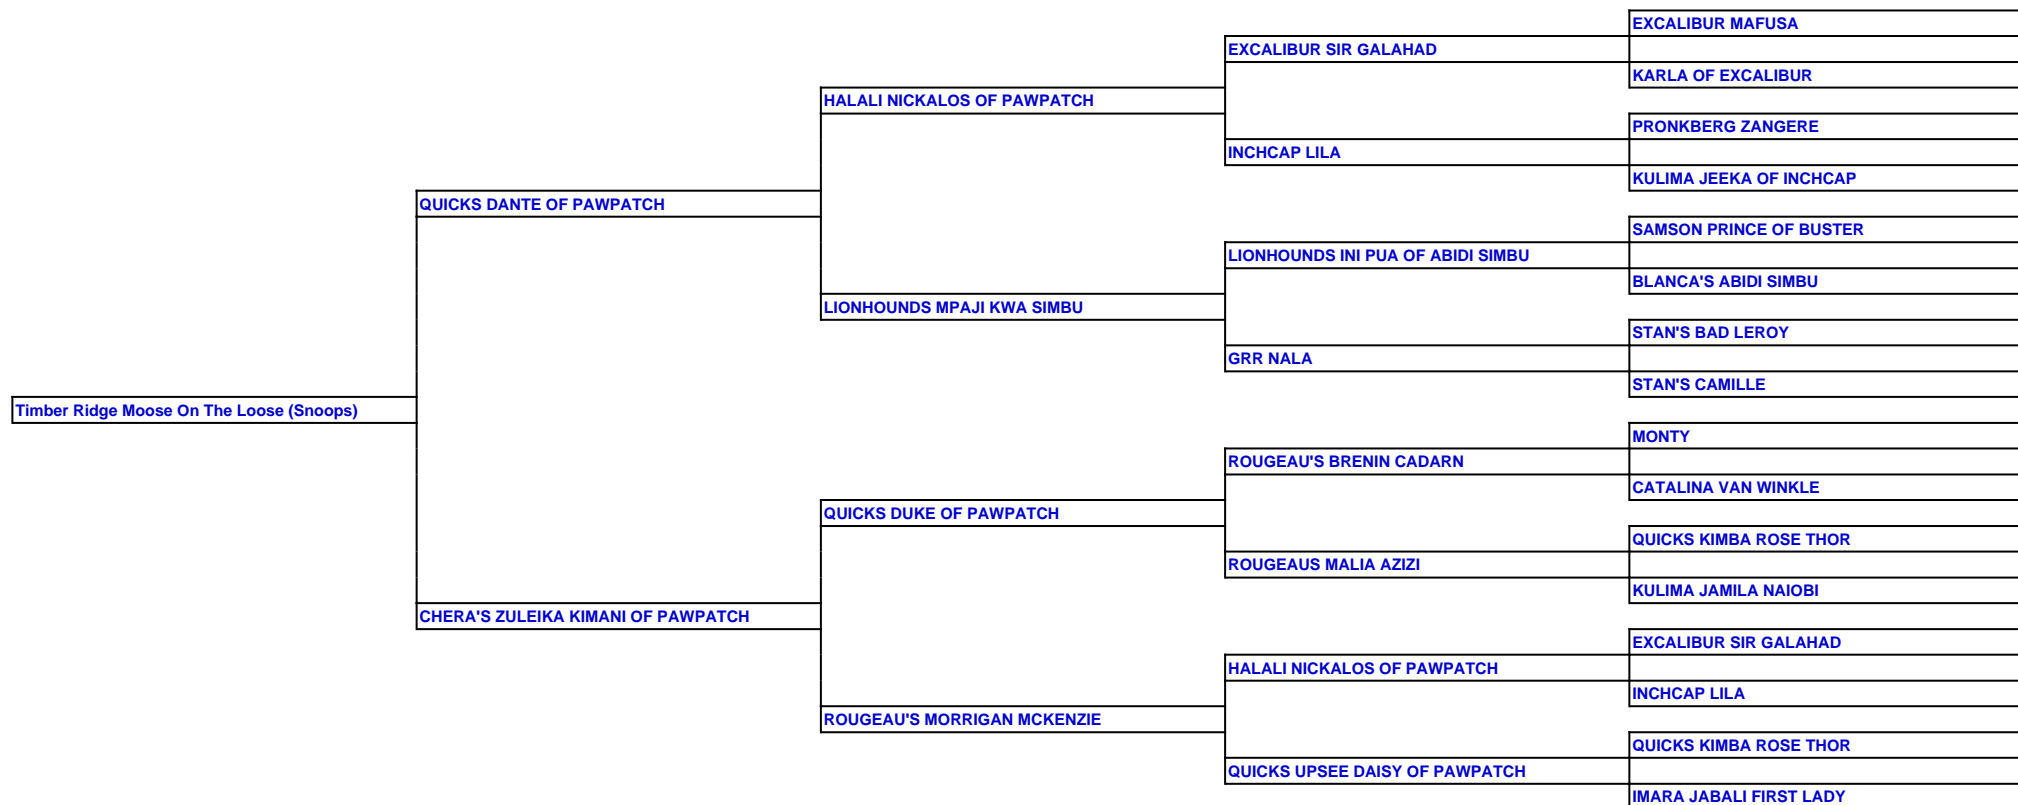 EXCALIBUR MAFUSA
EXCALIBUR SIR GALAHAD
KARLA OF EXCALIBUR
HALALI NICKALOS OF PAWPATCH
PRONKBERG ZANGERE
INCHCAP LILA
KULIMA JEEKA OF INCHCAP
QUICKS DANTE OF PAWPATCH
SAMSON PRINCE OF BUSTER
LIONHOUNDS INI PUA OF ABIDI SIMBU
BLANCA'S ABIDI SIMBU
LIONHOUNDS MPAJI KWA SIMBU
STAN'S BAD LEROY
GRR NALA
STAN'S CAMILLE
Timber Ridge Moose On The Loose (Snoops)
MONTY
ROUGEAU'S BRENIN CADARN
CATALINA VAN WINKLE
QUICKS DUKE OF PAWPATCH
QUICKS KIMBA ROSE THOR
ROUGEAUS MALIA AZIZI
KULIMA JAMILA NAIOBI
CHERA'S ZULEIKA KIMANI OF PAWPATCH
EXCALIBUR SIR GALAHAD
HALALI NICKALOS OF PAWPATCH
INCHCAP LILA
ROUGEAU'S MORRIGAN MCKENZIE
QUICKS KIMBA ROSE THOR
QUICKS UPSEE DAISY OF PAWPATCH
IMARA JABALI FIRST LADY